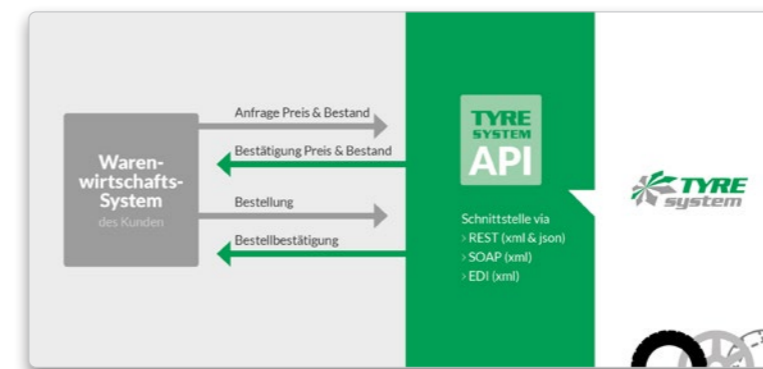 Waren-
wirtschafts-
System
des Kunden
Anfrage Preis & Bestand
Bestätigung Preis & Bestand
Bestellung
Bestellbestätigung
TYRE
SYSTEM
API
Schnittstelle via
> REST (xml & json)
> SOAP (xml)
> EDI (xml)
TYRE
system